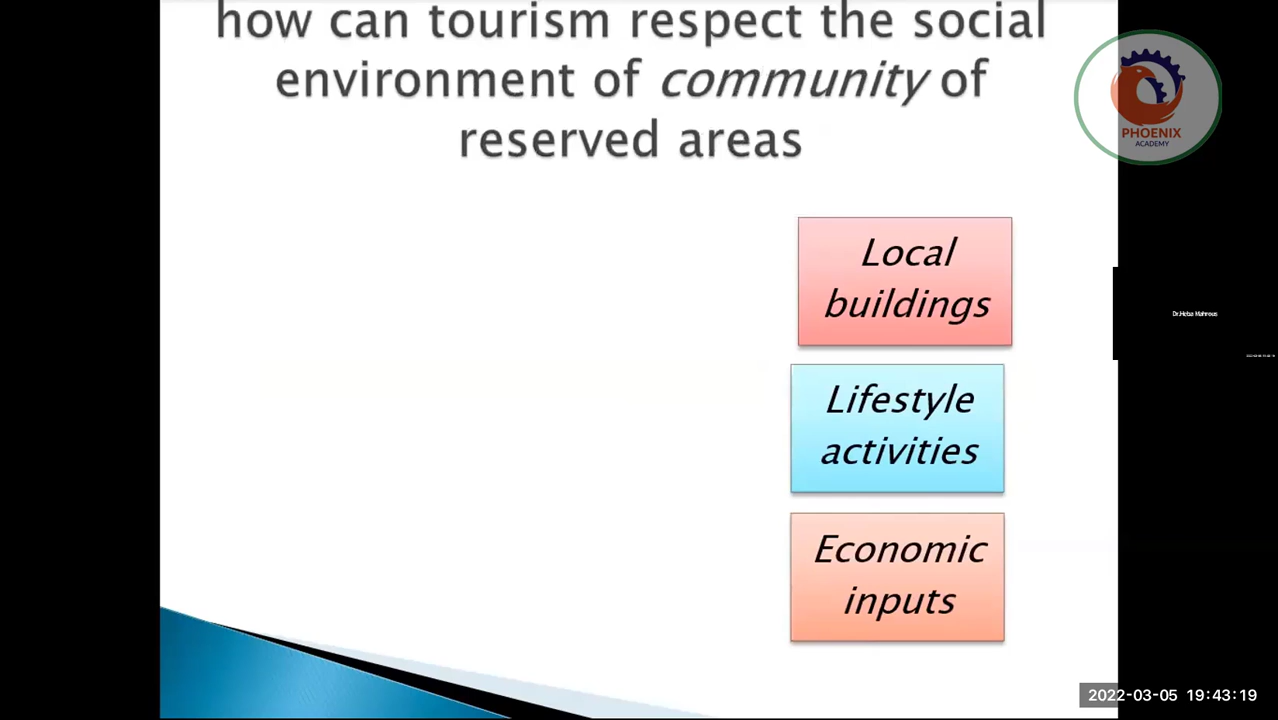 how can tourism respect the social
environment of community of
reserved areas
PHOENIX
ACADEMY
Local
buildings
Dr.Heba Mahrous
Lifestyle
activities
Economic
inputs
2022-03-05 19:43:19